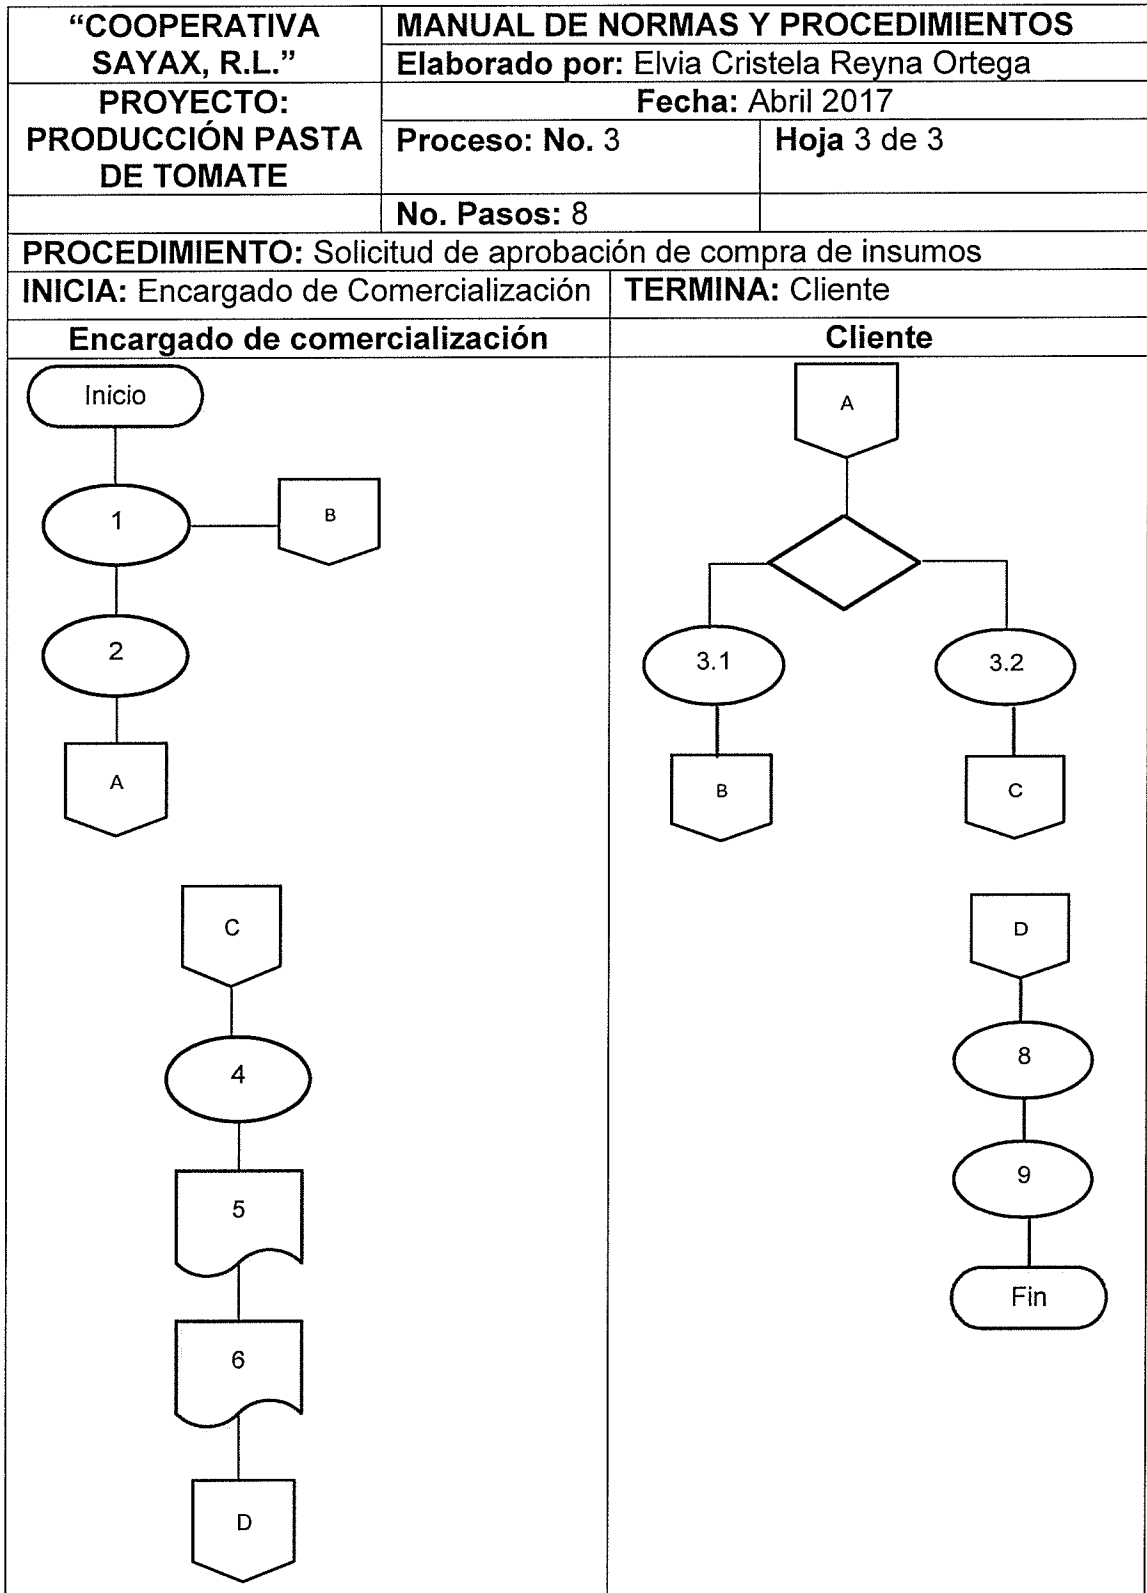 “COOPERATIVA
SAYAX, R.L.”
MANUAL DE NORMAS Y PROCEDIMIENTOS
Elaborado por: Elvia Cristela Reyna Ortega
PROYECTO:
PRODUCCIÓN PASTA
DE TOMATE
Fecha: Abril 2017
Proceso: No. 3
Hoja 3 de 3
No. Pasos: 8
PROCEDIMIENTO: Solicitud de aprobación de compra de insumos
INICIA: Encargado de Comercialización
TERMINA: Cliente
Encargado de comercialización
Cliente
Inicio
1
B
2
A
C
4
5
6
D
A
3.1
3.2
B
C
D
8
9
Fin